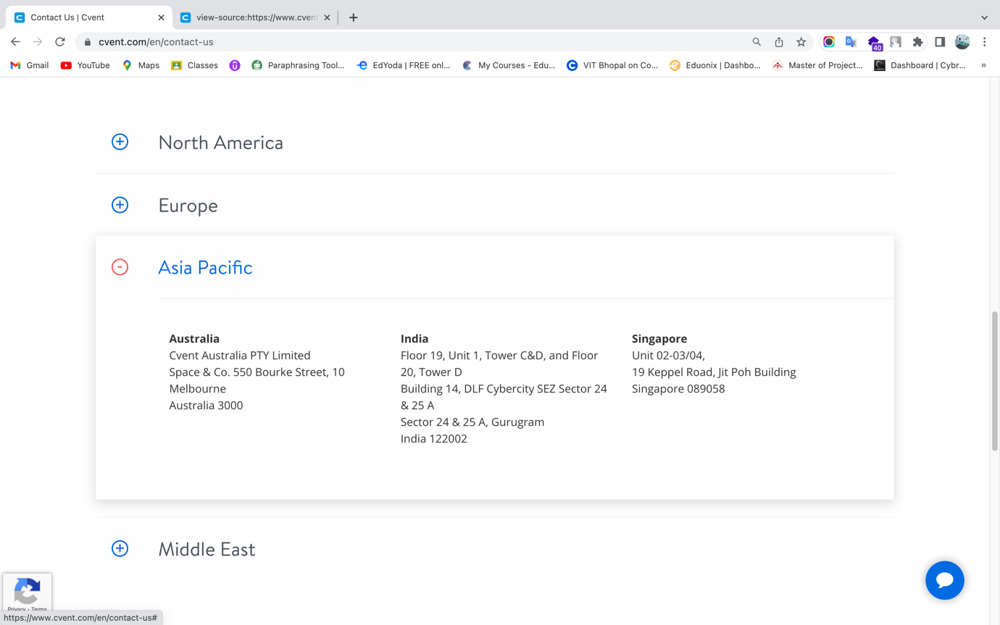 Contact Us | Cvent
view-source:https://www.cvent
cvent.com/en/contact-us
40
Gmail
YouTube
Maps
Classes
Paraphrasing Tool...
EdYoda | FREE onl...
My Courses - Edu...
VIT Bhopal on Co...
Eduonix | Dashbo...
Master of Project...
Dashboard | Cybr...
»
North America
Europe
Asia Pacific
Australia
Cvent Australia PTY Limited
Space & Co. 550 Bourke Street, 10
Melbourne
Australia 3000
India
Floor 19, Unit 1, Tower C&D, and Floor
20, Tower D
Building 14, DLF Cybercity SEZ Sector 24
& 25 A
Sector 24 & 25 A, Gurugram
India 122002
Singapore
Unit 02-03/04,
19 Keppel Road, Jit Poh Building
Singapore 089058
Middle East
Privacy - Terms
https://www.cvent.com/en/contact-us#